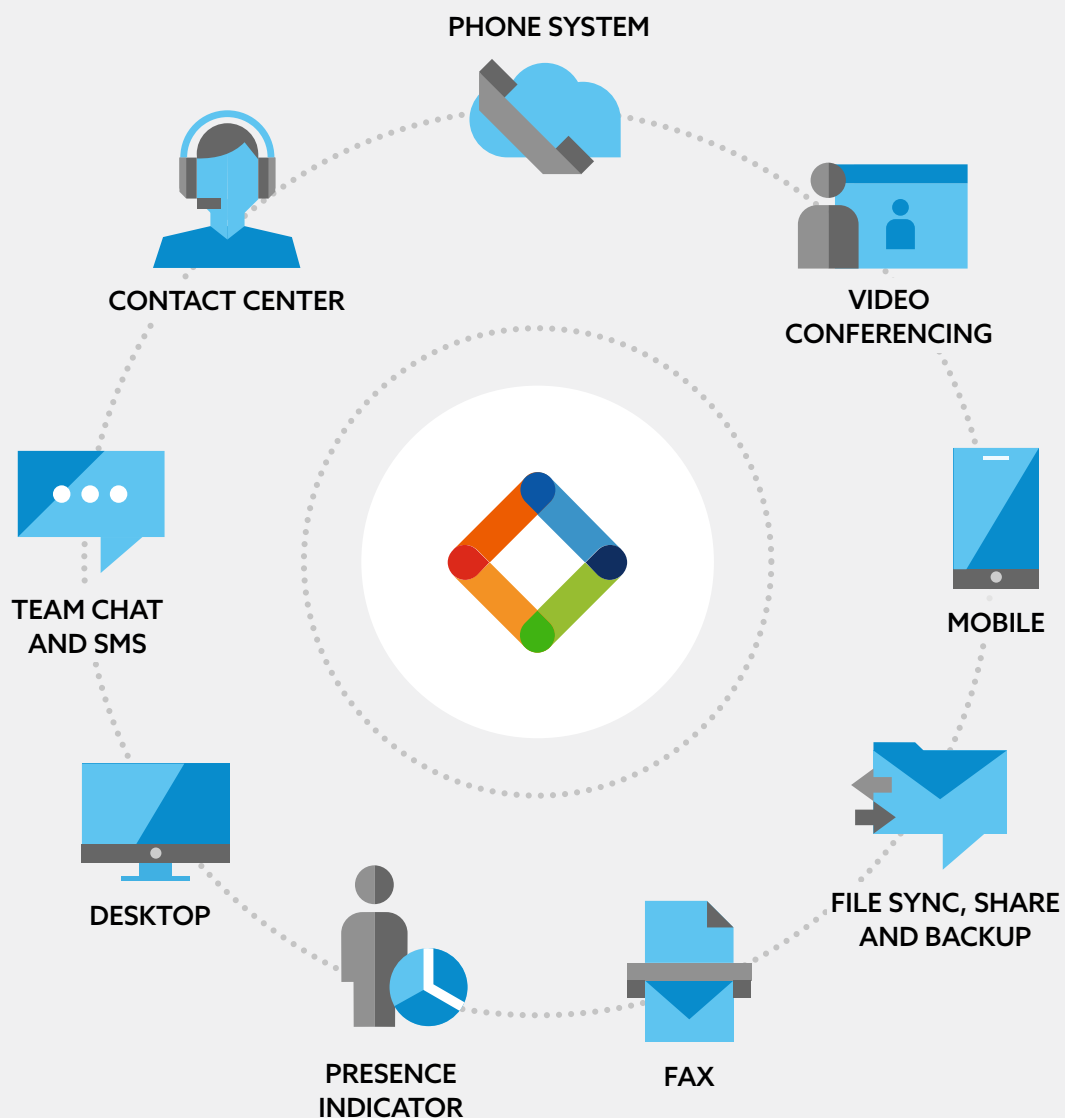 PHONE SYSTEM
CONTACT CENTER
VIDEO
CONFERENCING
TEAM CHAT
AND SMS
MOBILE
DESKTOP
FILE SYNC, SHARE
AND BACKUP
PRESENCE
INDICATOR
FAX